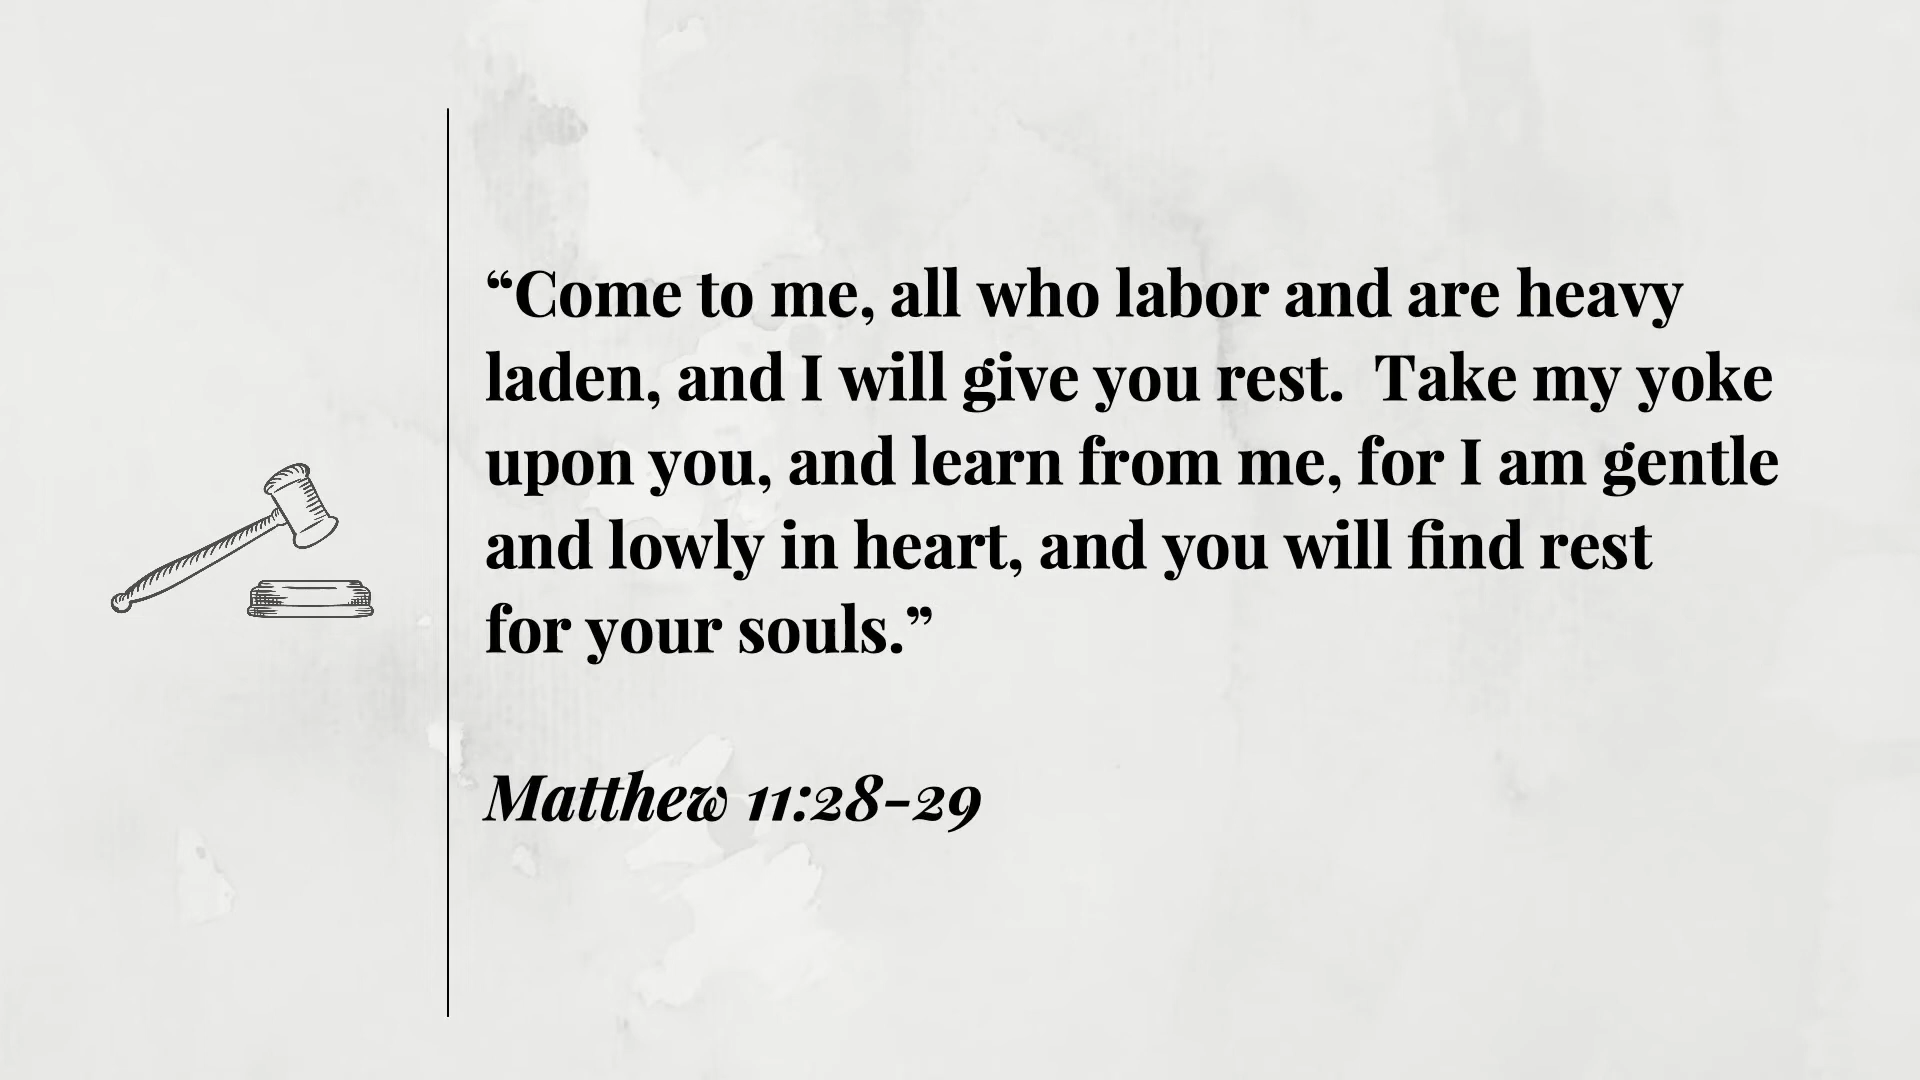 “Come to me, all who labor and are heavy
laden, and I will give you rest.  Take my yoke
upon you, and learn from me, for I am gentle
and lowly in heart, and you will find rest
for your souls.”
Matthew 11:28-29